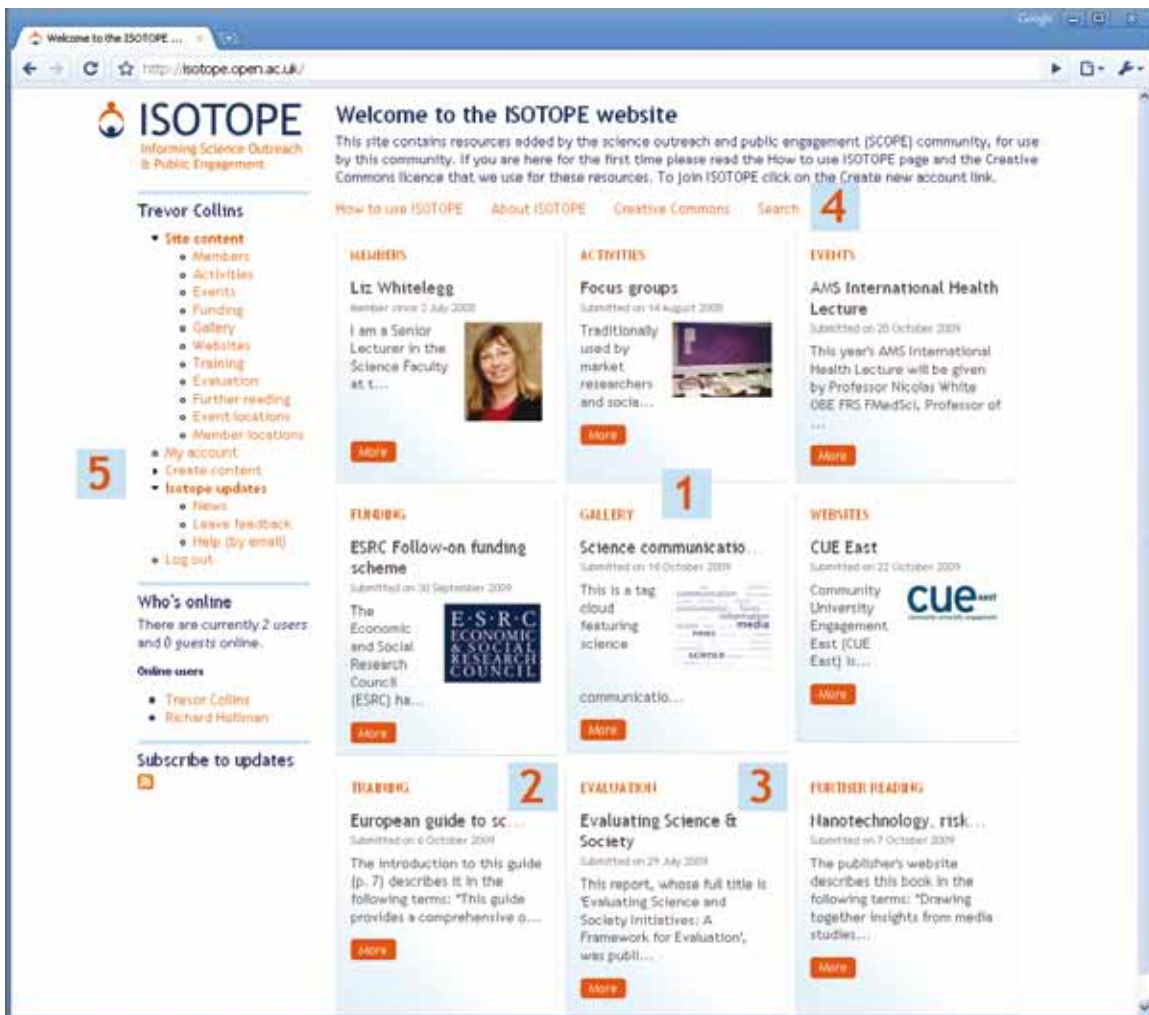 Google
Welcome to the ISOTOPE ...
http://isotope.open.ac.uk/
ISOTOPE
Informing Science Outreach
& Public Engagement
Trevor Collins
Site content
Members
Activities
Events
Funding
Gallery
Websites
Training
Evaluation
Further reading
Event locations
Member locations
My account
5
Create content
Isotope updates
News
Leave feedback
Help (by email)
Log out
Who's online
There are currently 2 users
and 0 guests online.
Online users
Trevor Collins
Richard Holliman
Subscribe to updates
Welcome to the ISOTOPE website
This site contains resources added by the science outreach and public engagement (SCOPE) community, for use
by this community. If you are here for the first time please read the How to use ISOTOPE page and the Creative
Commons licence that we use for these resources. To join ISOTOPE click on the Create new account link.
How to use ISOTOPE About ISOTOPE Creative Commons Search 4
MEMBERS
Liz Whitelegg
Member since 2 July 2008
I am a Senior
Lecturer in the
Science Faculty
at t...
More
ACTIVITIES
Focus groups
Submitted on 14 August 2008
Traditionally
used by
market
researchers
and socia...
More
EVENTS
AMS International Health
Lecture
Submitted on 20 October 2009
This year's AMS International
Health Lecture will be given
by Professor Nicolas White
OBE FRS FMedSci, Professor of
...
More
FUNDING
ESRC Follow-on funding
scheme
Submitted on 30 September 2009
The
Economic
and Social
Research
Council
(ESRC) ha...
E·S·R·C
ECONOMIC
& SOCIAL
RESEARCH
COUNCIL
More
1
GALLERY
Science communicatio...
Submitted on 16 October 2009
This is a tag
cloud
featuring
science
communicatio...
communication
information
media
news
science
More
WEBSITES
CUE East
Submitted on 22 October 2009
Community
University
Engagement
East (CUE
East) is...
cue east
community university engagement
More
TRAINING 2
European guide to sc...
Submitted on 6 October 2009
The introduction to this guide
(p. 7) describes it in the
following terms: "This guide
provides a comprehensive o...
More
EVALUATION 3
Evaluating Science &
Society
Submitted on 29 July 2009
This report, whose full title is
'Evaluating Science and
Society Initiatives: A
Framework for Evaluation',
was publi...
More
FURTHER READING
Nanotechnology, risk...
Submitted on 7 October 2009
The publisher's website
describes this book in the
following terms: "Drawing
together insights from media
studies...
More